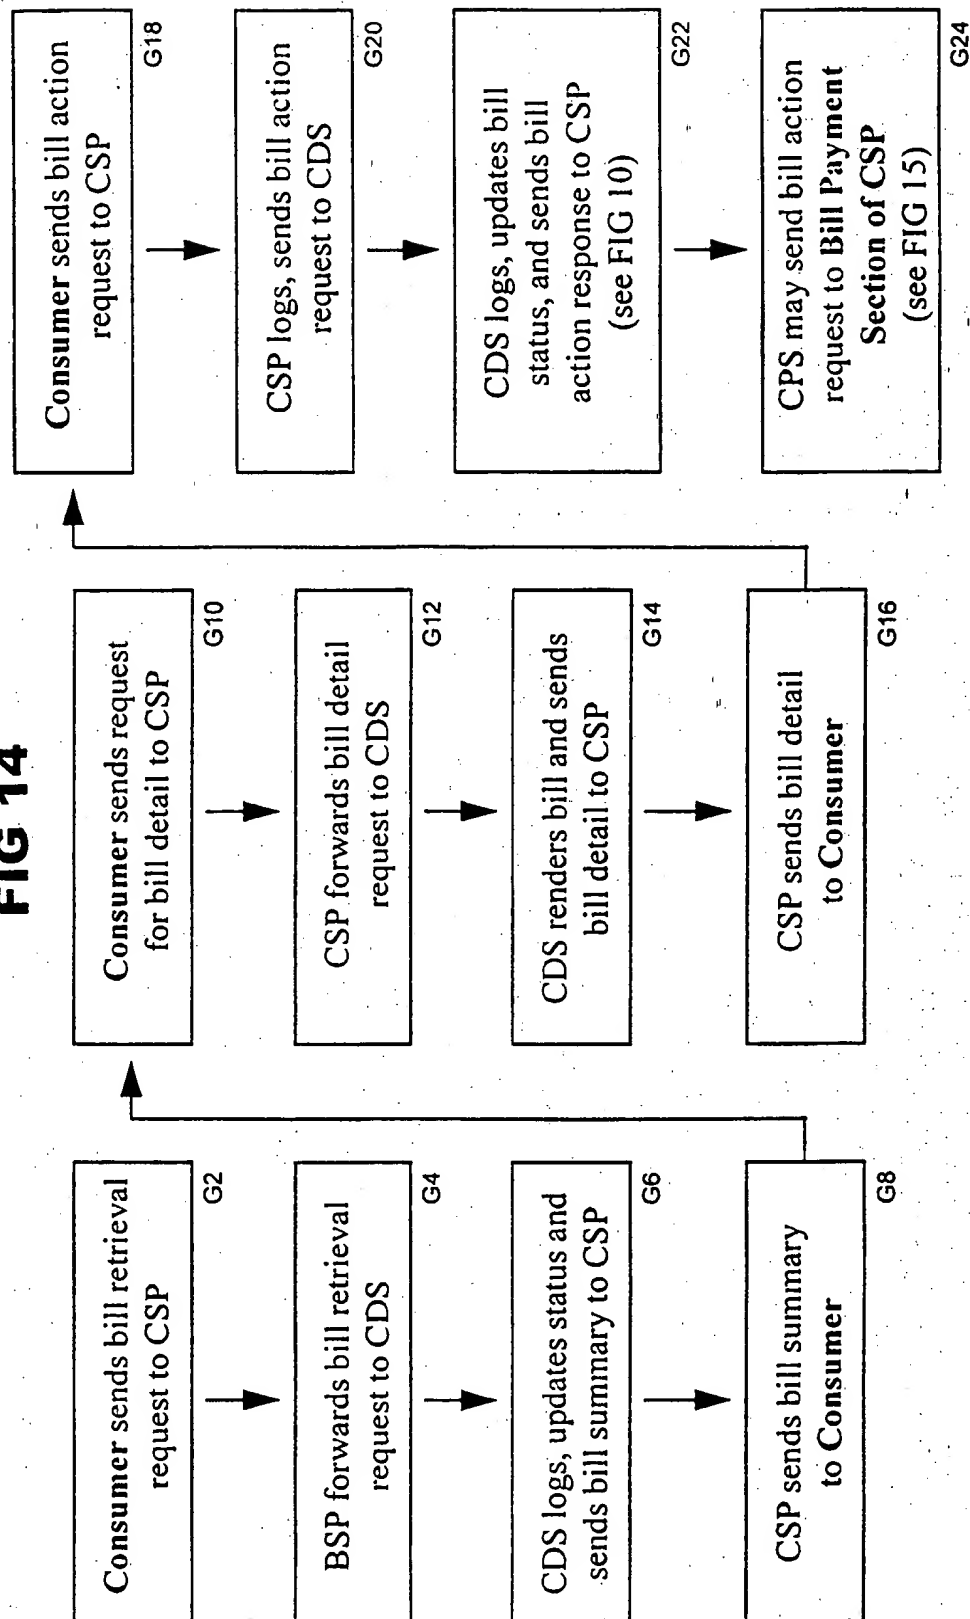 FIG 14
Consumer sends bill retrieval
request to CSP
G2
BSP forwards bill retrieval
request to CDS
G4
CDS logs, updates status and
sends bill summary to CSP
G6
CSP sends bill summary
to Consumer
G8
Consumer sends request
for bill detail to CSP
G10
CSP forwards bill detail
request to CDS
G12
CDS renders bill and sends
bill detail to CSP
G14
CSP sends bill detail
to Consumer
G16
Consumer sends bill action
request to CSP
G18
CSP logs, sends bill action
request to CDS
G20
CDS logs, updates bill
status, and sends bill
action response to CSP
(see FIG 10)
G22
CPS may send bill action
request to Bill Payment
Section of CSP
(see FIG 15)
G24